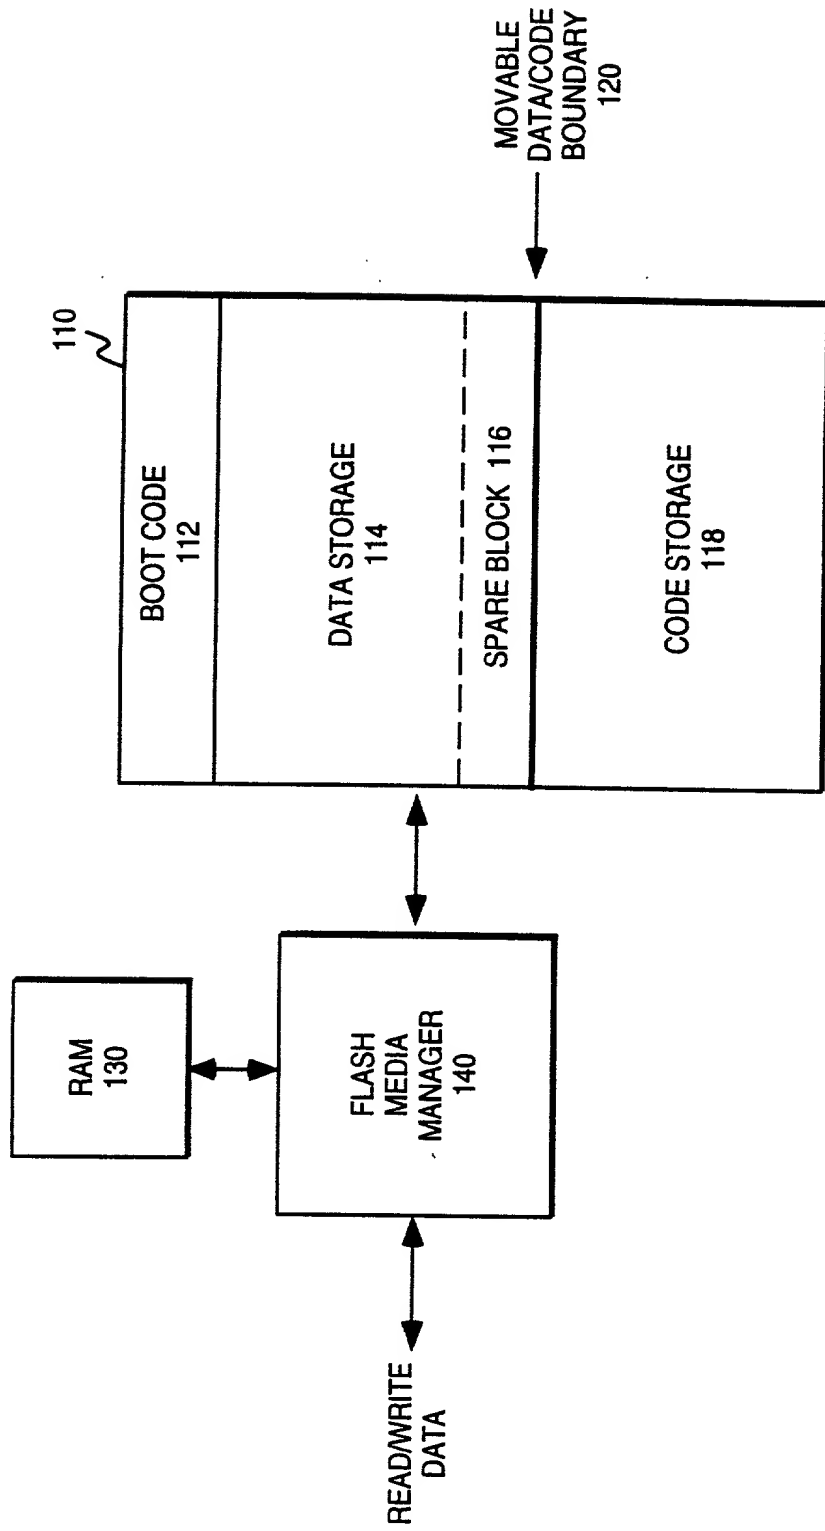 110
BOOT CODE
112
DATA STORAGE
114
SPARE BLOCK 116
CODE STORAGE
118
MOVABLE
DATA/CODE
BOUNDARY
120
RAM
130
FLASH
MEDIA
MANAGER
140
READ/WRITE
DATA